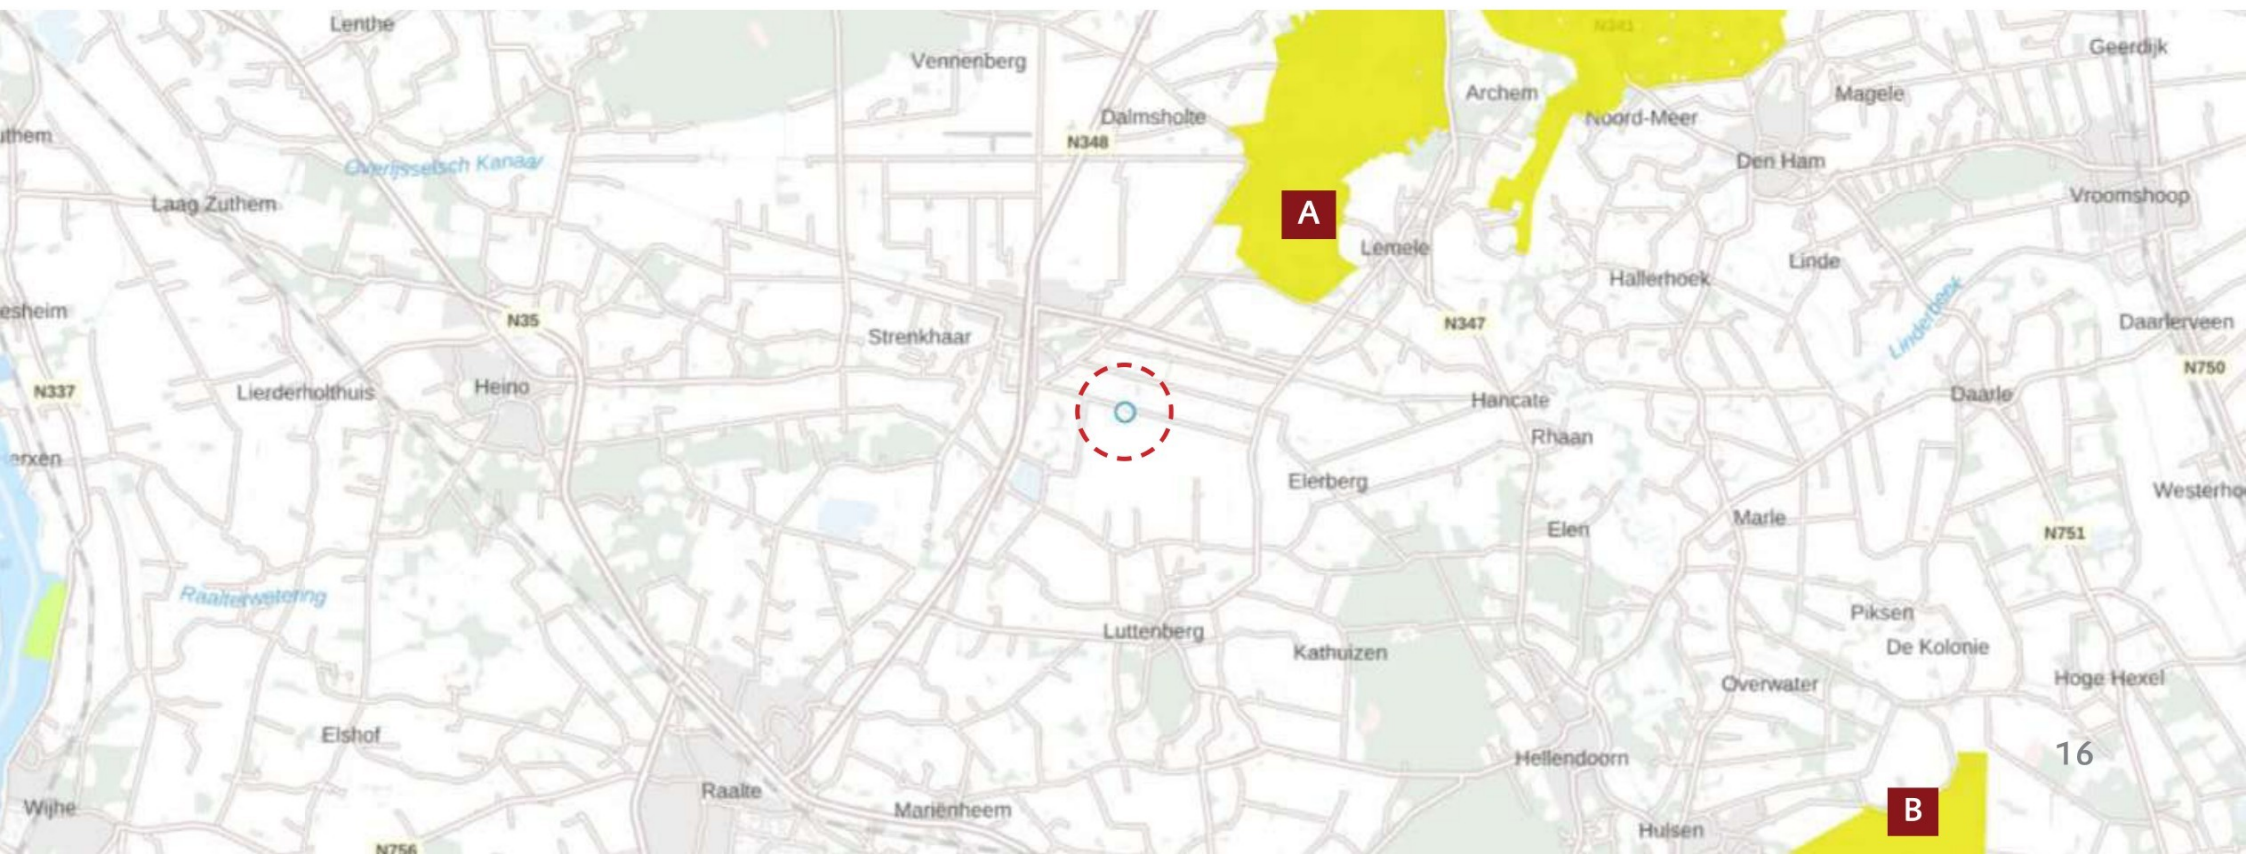 Lenthe
N341
Geerdijk
Vennenberg
Archem
Magele
Dalmsholte
Noord-Meer
uthem
N348
Overijsselsch Kanaal
Den Ham
Laag Zuthem
Vroomshoop
A
Lemele
Linde
Hallerhoek
esheim
Linderbeek
N35
N347
Daarlerveen
Strenkhaar
N750
N337
Lierderholthuis
Heino
Hancate
Daarle
Rhaan
erxen
Elerberg
Westerho
Marle
Elen
N751
Raalterwetering
Piksen
Luttenberg
De Kolonie
Kathuizen
Hoge Hexel
Overwater
Elshof
16
Hellendoorn
Raalte
Wijhe
Mariënheem
B
Hulsen
N756